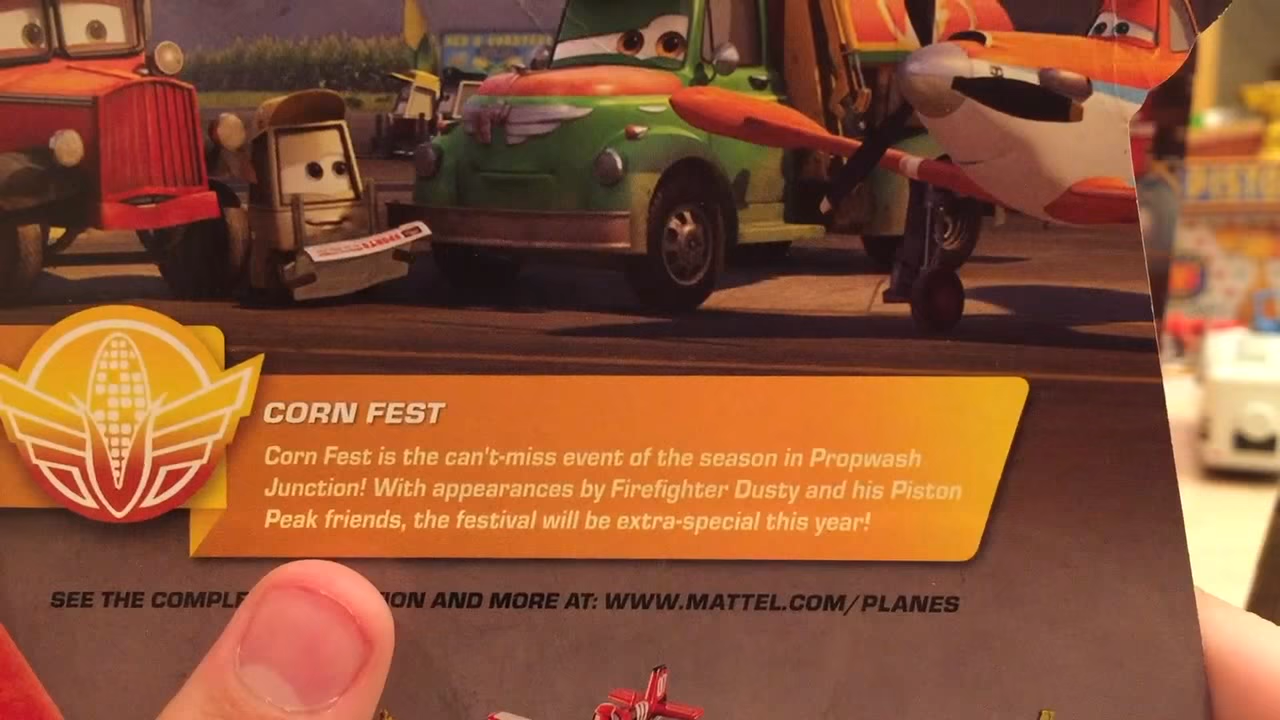 CORN FEST
Corn Fest is the can't-miss event of the season in Propwash
Junction! With appearances by Firefighter Dusty and his Piston
Peak friends, the festival will be extra-special this year!
SEE THE COMPLE ION AND MORE AT: WWW.MATTEL.COM/PLANES